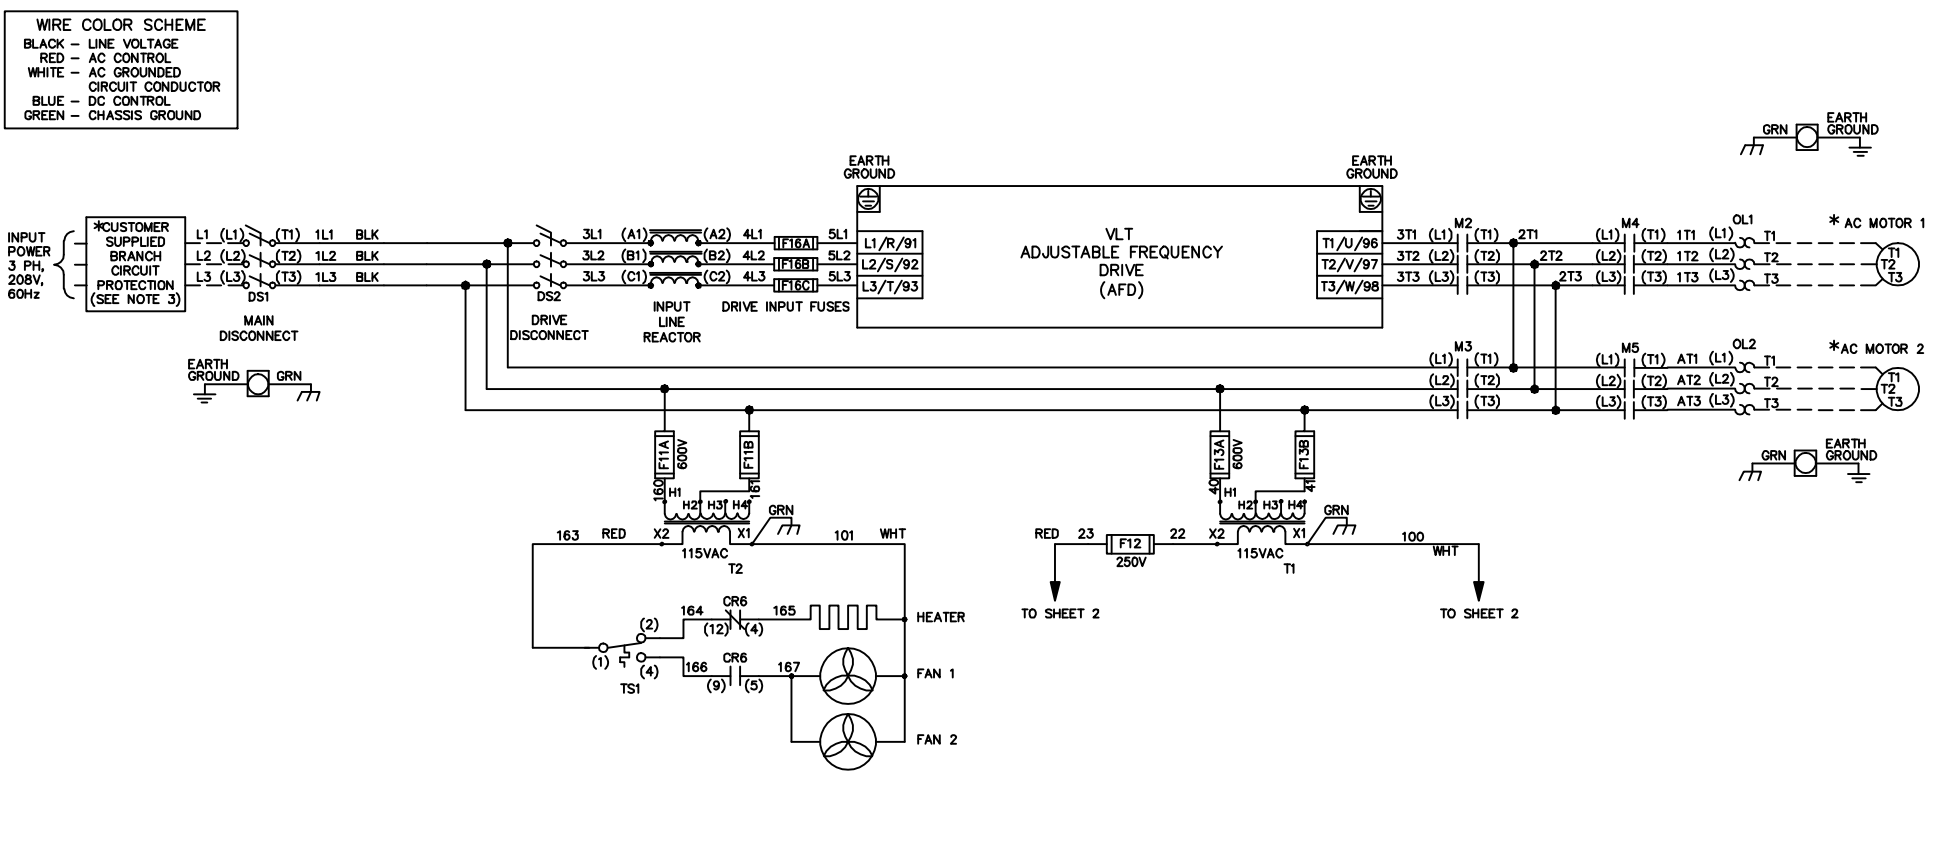 WIRE COLOR SCHEME
BLACK – LINE VOLTAGE
RED – AC CONTROL
WHITE – AC GROUNDED
CIRCUIT CONDUCTOR
BLUE – DC CONTROL
GREEN – CHASSIS GROUND
GRN
EARTH
GROUND
EARTH
GROUND
EARTH
GROUND
INPUT
POWER
3 PH,
208V,
60Hz
*CUSTOMER
SUPPLIED
BRANCH
CIRCUIT
PROTECTION
(SEE NOTE 3)
L1 (L1) (T1) 1L1 BLK
L2 (L2) (T2) 1L2 BLK
L3 (L3) (T3) 1L3 BLK
DS1
MAIN
DISCONNECT
3L1 (A1) (A2) 4L1 F16A 5L1
3L2 (B1) (B2) 4L2 F16B 5L2
3L3 (C1) (C2) 4L3 F16C 5L3
DS2
DRIVE
DISCONNECT
INPUT
LINE
REACTOR
DRIVE INPUT FUSES
L1/R/91
L2/S/92
L3/T/93
VLT
ADJUSTABLE FREQUENCY
DRIVE
(AFD)
T1/U/96
T2/V/97
T3/W/98
M2 M4 OL1
3T1 (L1) (T1) 2T1 (L1) (T1) 1T1 (L1) T1
3T2 (L2) (T2) 2T2 (L2) (T2) 1T2 (L2) T2
3T3 (L3) (T3) 2T3 (L3) (T3) 1T3 (L3) T3
* AC MOTOR 1
T1
T2
T3
EARTH
GROUND
GRN
M3 M5 OL2
(L1) (T1) (L1) (T1) AT1 (L1) T1
(L2) (T2) (L2) (T2) AT2 (L2) T2
(L3) (T3) (L3) (T3) AT3 (L3) T3
*AC MOTOR 2
T1
T2
T3
GRN
EARTH
GROUND
F11A
600V
F11B
160
161
H1
H2 H3 H4
GRN
163 RED X2 X1 101 WHT
115VAC
T2
F13A
600V
F13B
40
41
H1
H2 H3 H4
GRN
RED 23 F12 22 X2 X1 100
WHT
250V
115VAC
T1
TO SHEET 2
TO SHEET 2
164 CR6 165
(12) (4)
HEATER
(2)
(1)
(4)
TS1
166 CR6 167
(9) (5)
FAN 1
FAN 2